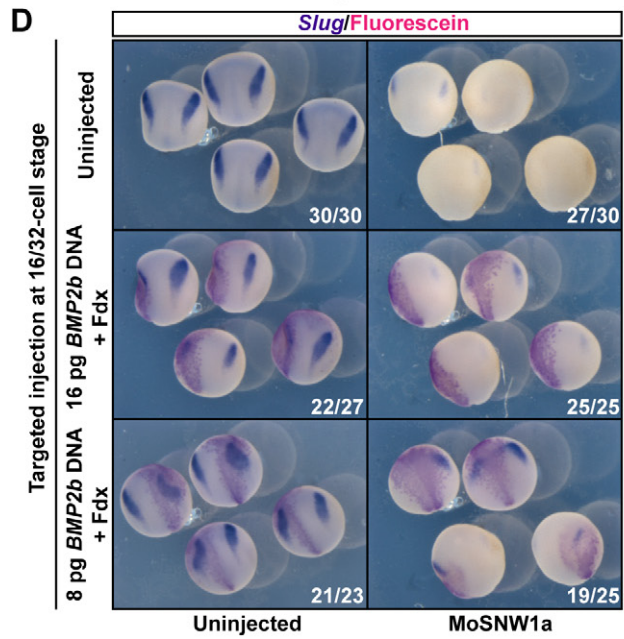 D
Slug/Fluorescein
Targeted injection at 16/32-cell stage
Uninjected
30/30
27/30
16 pg BMP2b DNA
+ Fdx
22/27
25/25
8 pg BMP2b DNA
+ Fdx
21/23
19/25
Uninjected
MoSNW1a